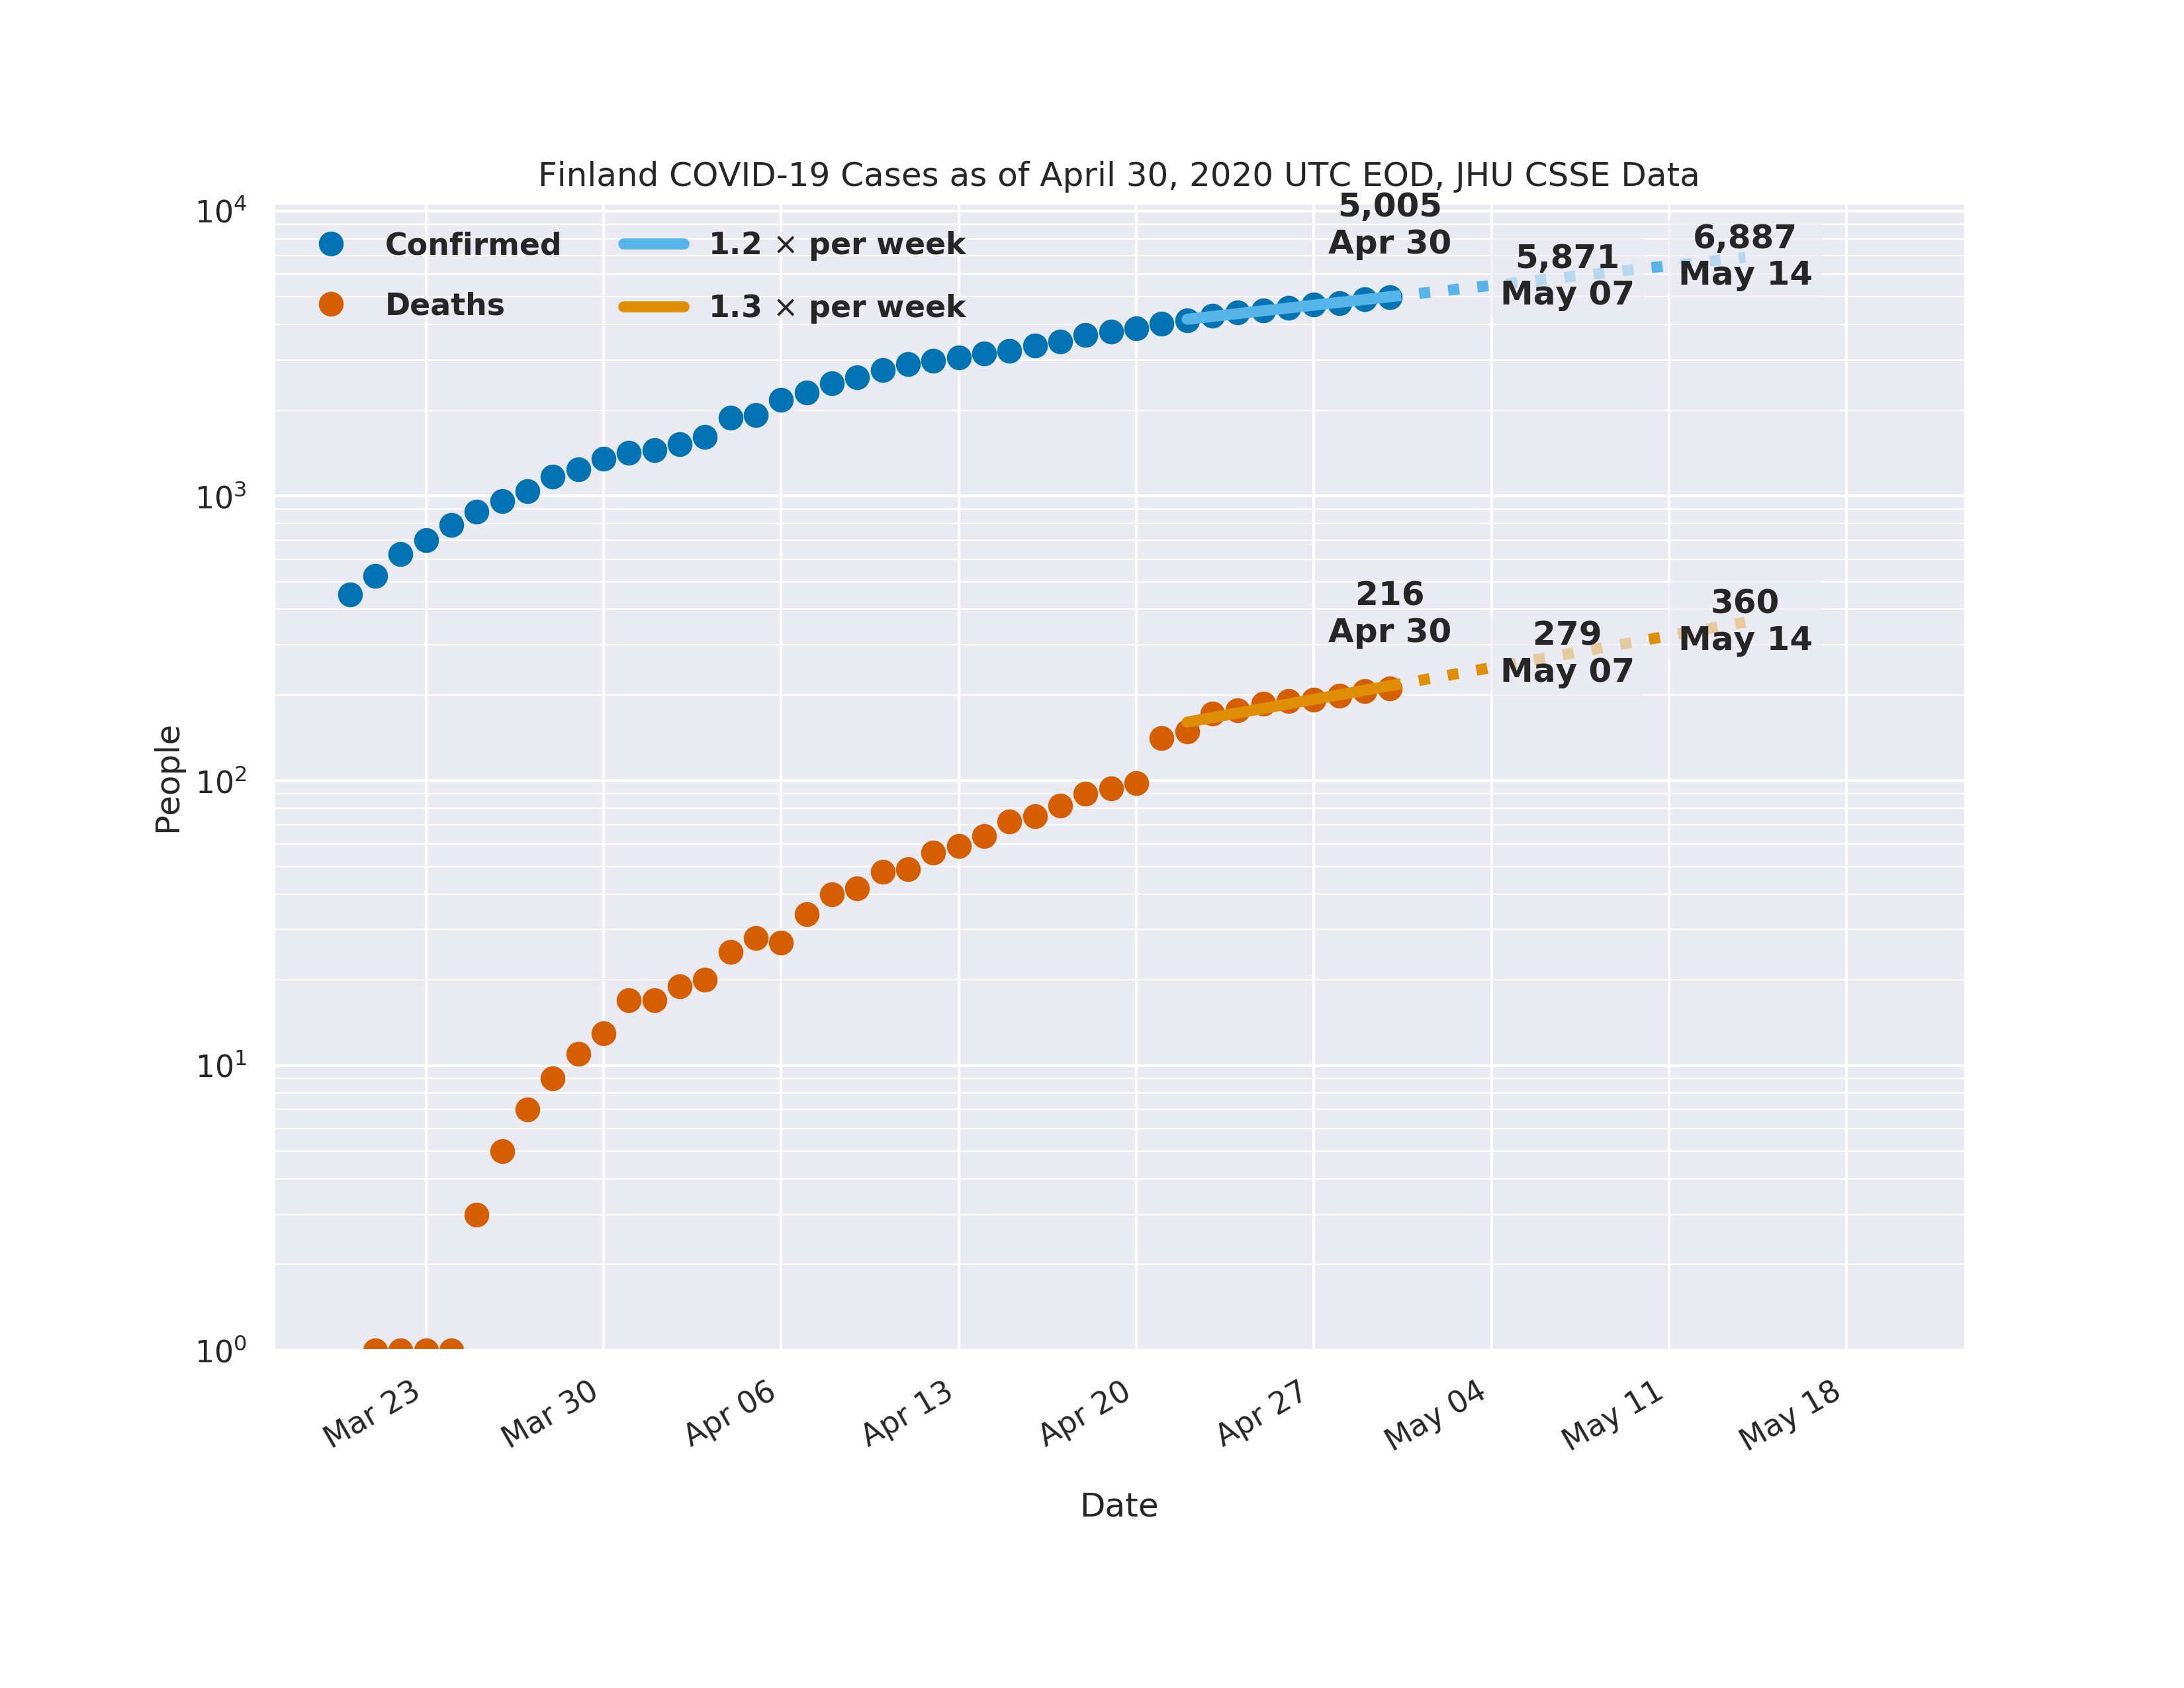 Finland COVID-19 Cases as of April 30, 2020 UTC EOD, JHU CSSE Data
Confirmed
Deaths
1.2 × per week
1.3 × per week
5,005
Apr 30
5,871
May 07
6,887
May 14
216
Apr 30
279
May 07
360
May 14
People
10⁴
10³
10²
10¹
10⁰
Mar 23
Mar 30
Apr 06
Apr 13
Apr 20
Apr 27
May 04
May 11
May 18
Date